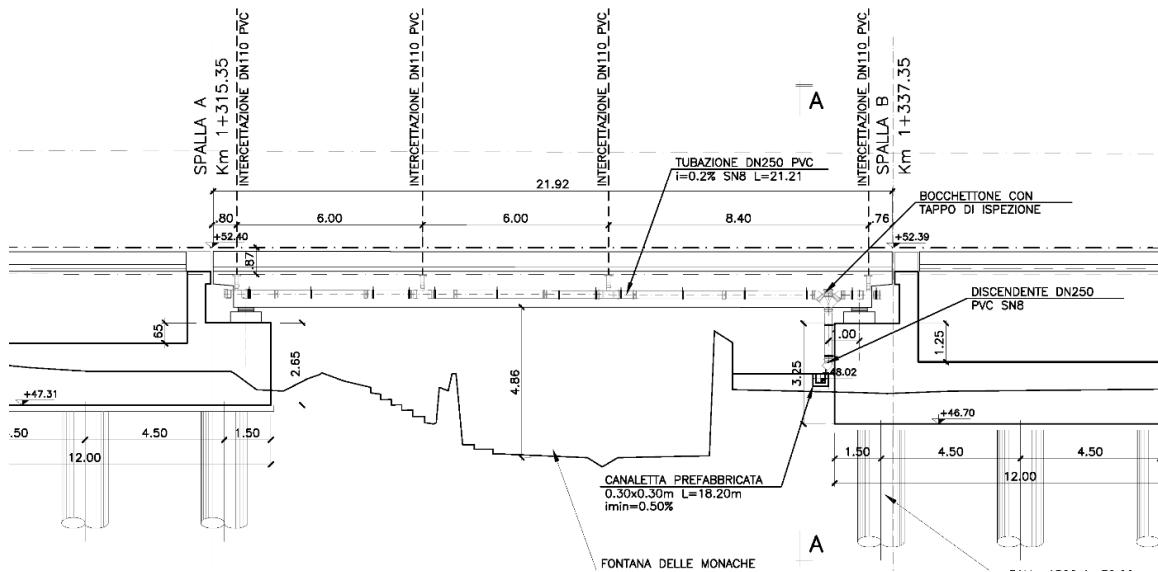 SPALLA A
Km 1+315.35
INTERCETTAZIONE DN110 PVC
INTERCETTAZIONE DN110 PVC
INTERCETTAZIONE DN110 PVC
INTERCETTAZIONE DN110 PVC
SPALLA B
Km 1+337.35
A
TUBAZIONE DN250 PVC
i=0.2% SN8 L=21.21
21.92
BOCCHETTONE CON
TAPPO DI ISPEZIONE
.80
6.00
6.00
8.40
.76
+52.40
+52.39
.87
DISCENDENTE DN250
PVC SN8
.65
2.65
4.86
3.25
.00
1.25
+48.02
+47.31
+46.70
.50
4.50
1.50
12.00
1.50
4.50
4.50
12.00
CANALETTA PREFABBRICATA
0.30x0.30m L=18.20m
imin=0.50%
A
FONTANA DELLE MONACHE